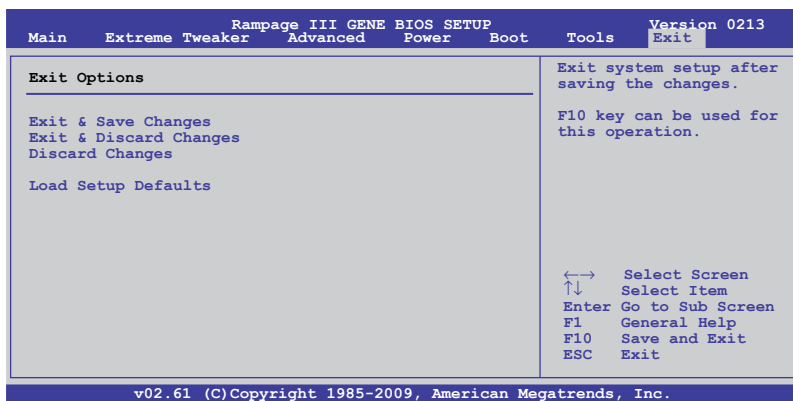 Rampage III GENE BIOS SETUP Version 0213
Main Extreme Tweaker Advanced Power Boot Tools Exit
Exit Options
Exit & Save Changes
Exit & Discard Changes
Discard Changes
Load Setup Defaults
Exit system setup after
saving the changes.
F10 key can be used for
this operation.
←→ Select Screen
↑↓ Select Item
Enter Go to Sub Screen
F1 General Help
F10 Save and Exit
ESC Exit
v02.61 (C)Copyright 1985-2009, American Megatrends, Inc.